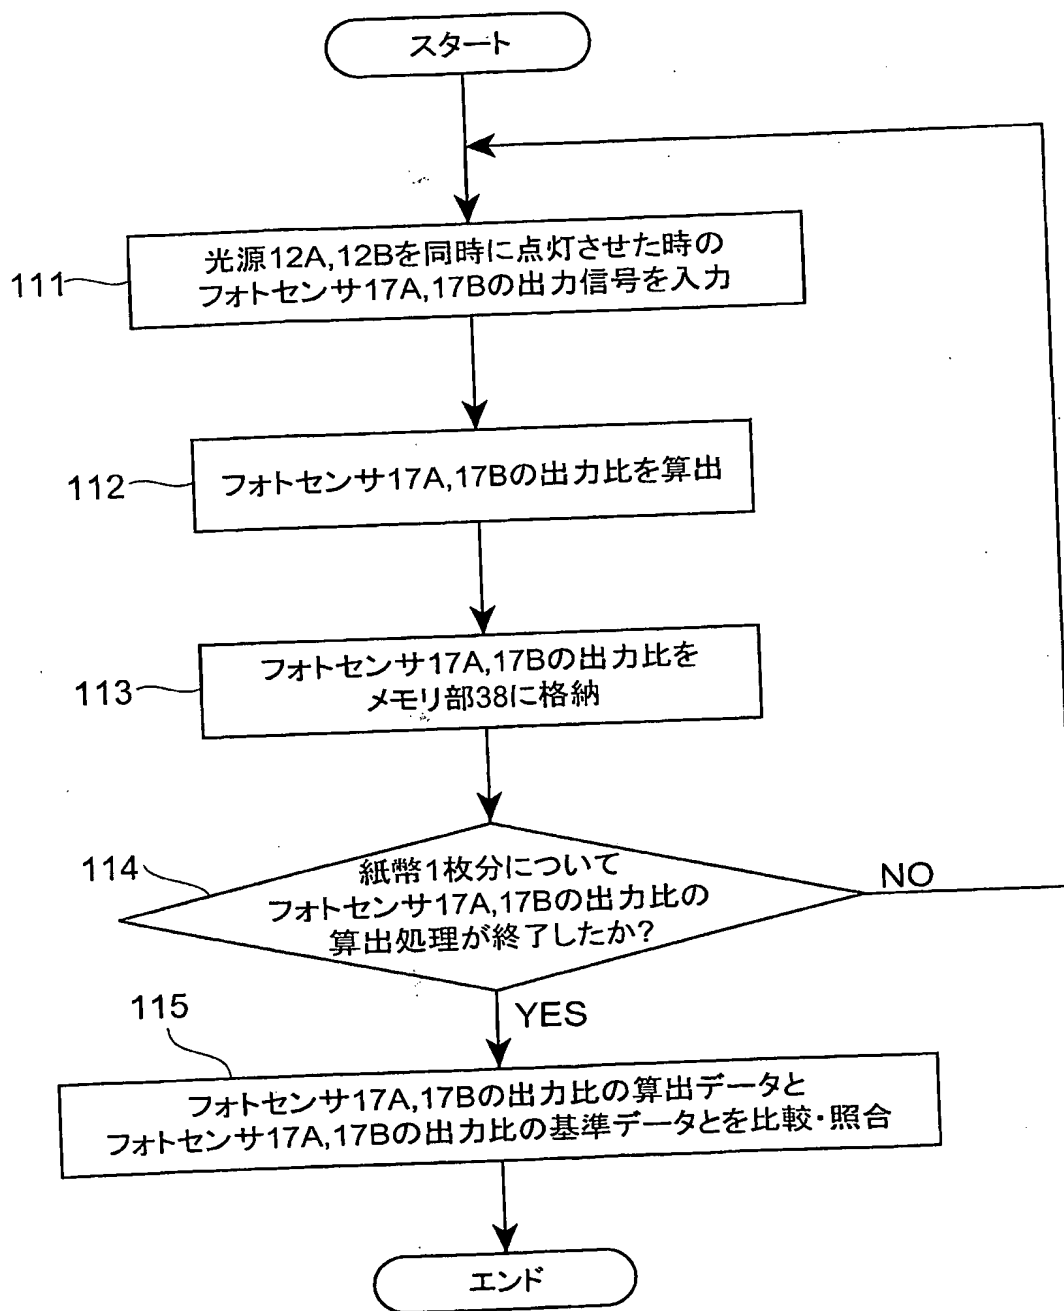 スタート
111
光源12A,12Bを同時に点灯させた時の
フォトセンサ17A,17Bの出力信号を入力
112
フォトセンサ17A,17Bの出力比を算出
113
フォトセンサ17A,17Bの出力比を
メモリ部38に格納
114
紙幣1枚分について
フォトセンサ17A,17Bの出力比の
算出処理が終了したか?
NO
YES
115
フォトセンサ17A,17Bの出力比の算出データと
フォトセンサ17A,17Bの出力比の基準データとを比較・照合
エンド